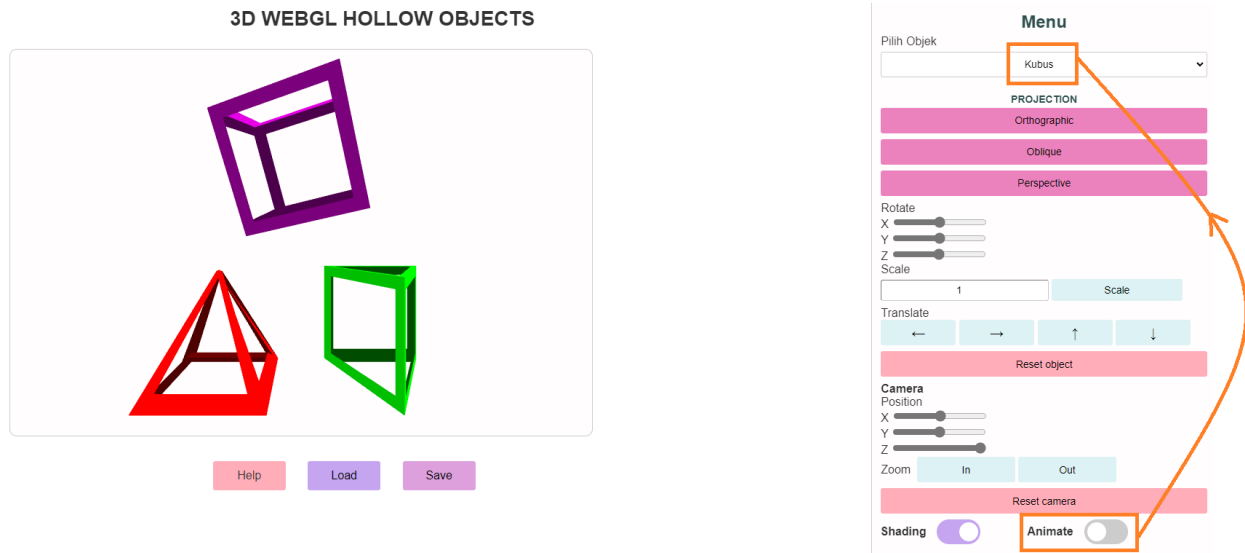 3D WEBGL HOLLOW OBJECTS
Help
Load
Save
Menu
Pilih Objek
Kubus
PROJECTION
Orthographic
Oblique
Perspective
Rotate
X
Y
Z
Scale
1 Scale
Translate
← → ↑ ↓
Reset object
Camera
Position
X
Y
Z
Zoom In Out
Reset camera
Shading Animate